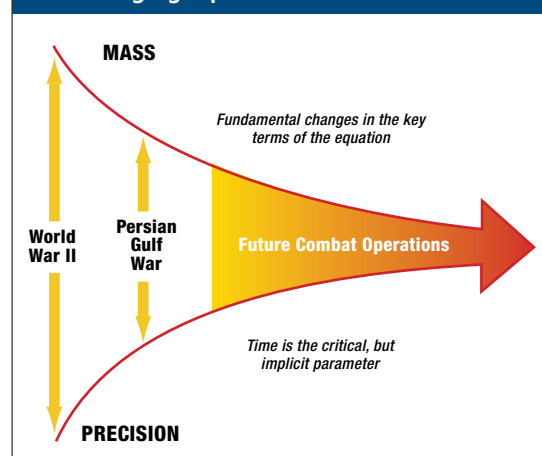 MASS
Fundamental changes in the key
terms of the equation
World
War II
Persian
Gulf
War
Future Combat Operations
Time is the critical, but
implicit parameter
PRECISION